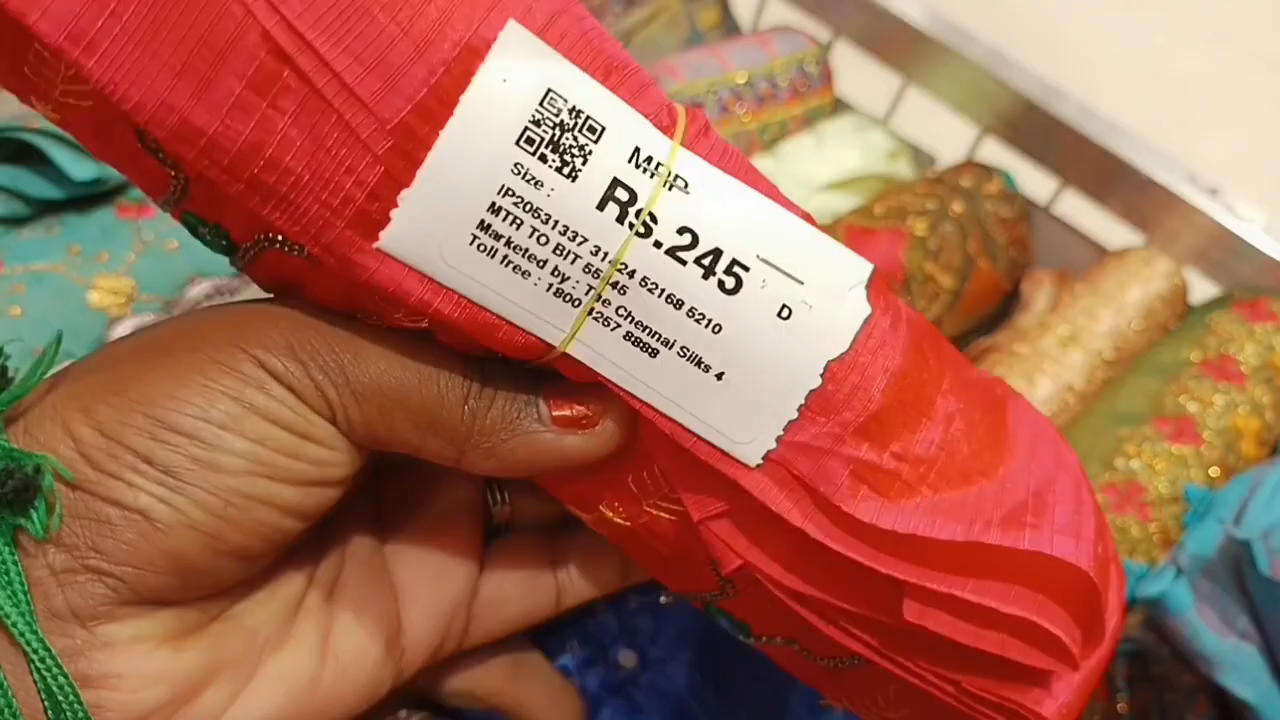 MRP
Rs.245
D
Size :
IP20531337 31424 52168 5210
MTR TO BIT 55 45
Marketed by : The Chennai Silks 4
Toll free : 1800 4257 8888